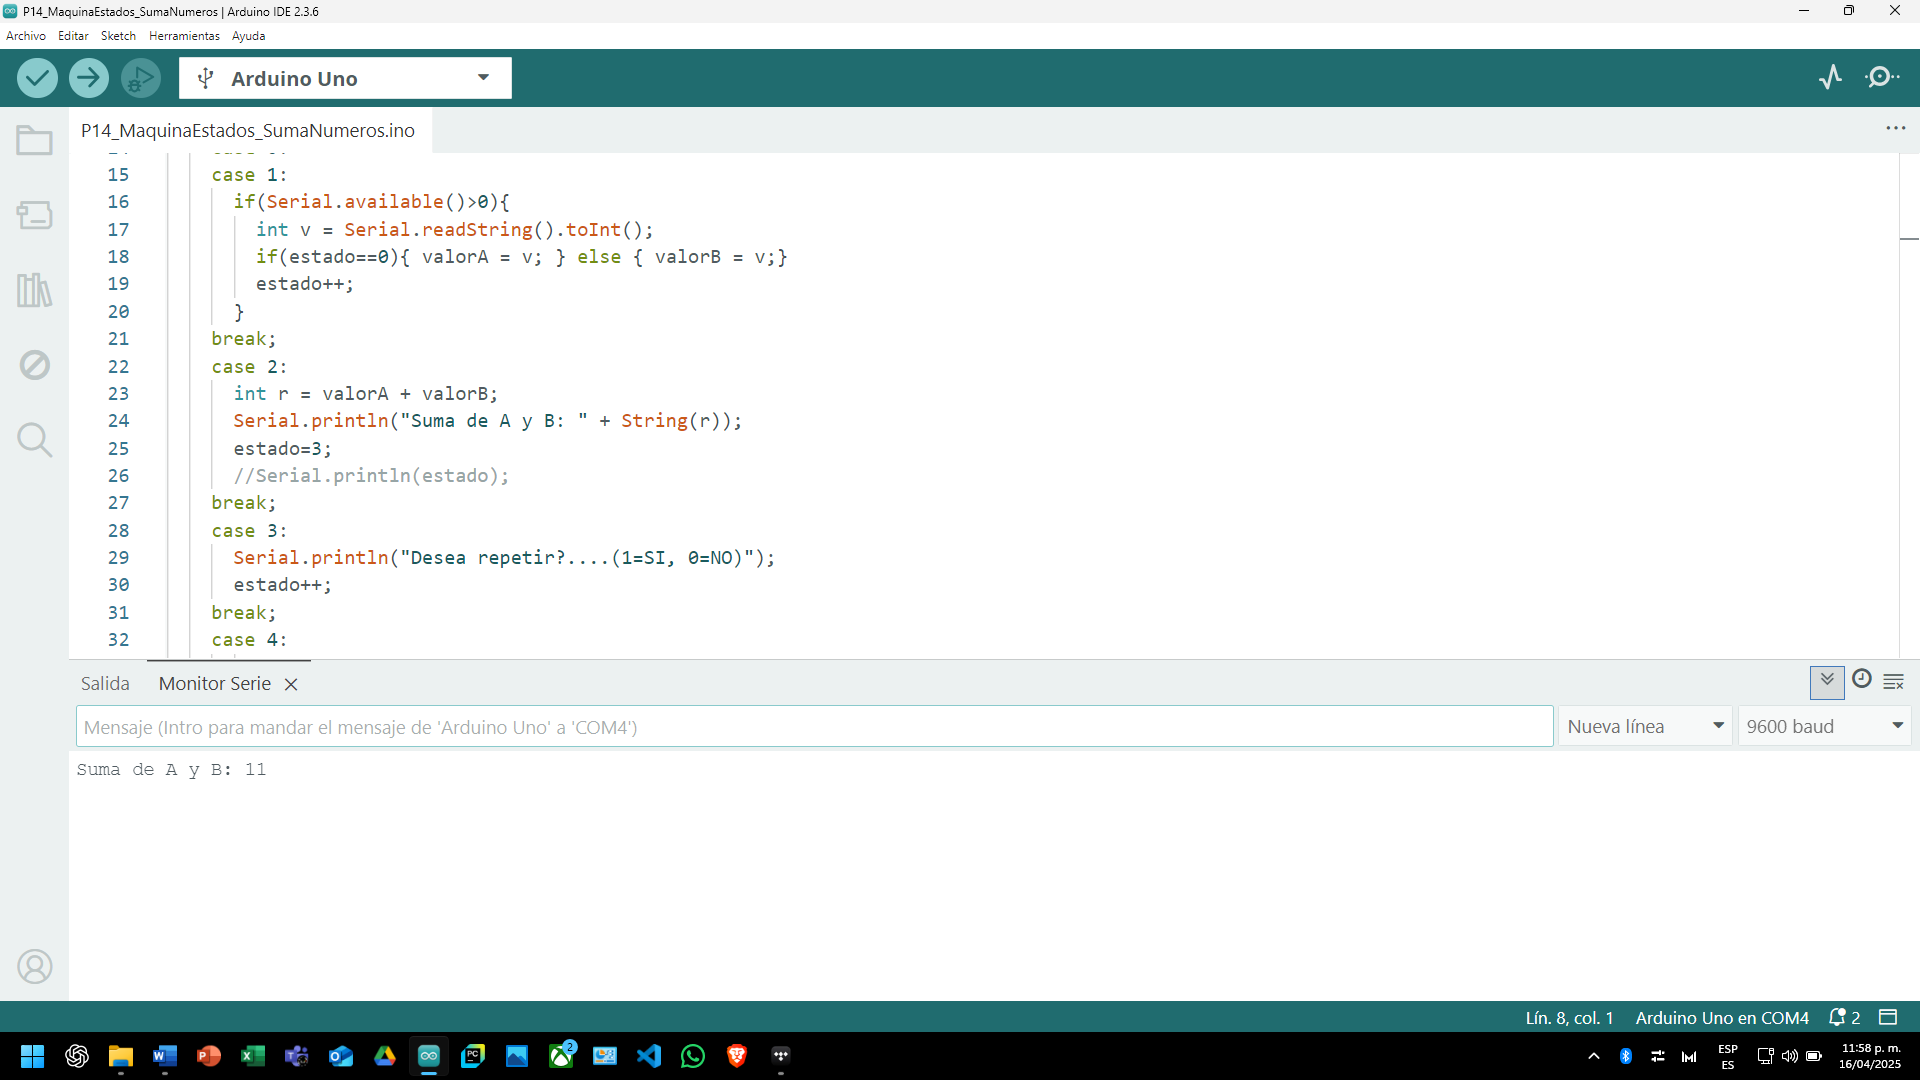 P14_MaquinaEstados_SumaNumeros | Arduino IDE 2.3.6
Archivo Editar Sketch Herramientas Ayuda
Arduino Uno
P14_MaquinaEstados_SumaNumeros.ino
15 case 1:
16 if(Serial.available()>0){
17 int v = Serial.readString().toInt();
18 if(estado==0){ valorA = v; } else { valorB = v;}
19 estado++;
20 }
21 break;
22 case 2:
23 int r = valorA + valorB;
24 Serial.println("Suma de A y B: " + String(r));
25 estado=3;
26 //Serial.println(estado);
27 break;
28 case 3:
29 Serial.println("Desea repetir?....(1=SI, 0=NO)");
30 estado++;
31 break;
32 case 4:
Salida Monitor Serie
Mensaje (Intro para mandar el mensaje de 'Arduino Uno' a 'COM4') Nueva línea 9600 baud
Suma de A y B: 11
Lín. 8, col. 1 Arduino Uno en COM4 2
2
ESP
ES
11:58 p. m.
16/04/2025